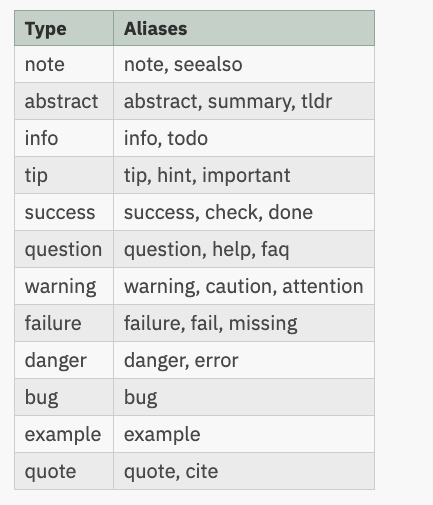 Type Aliases
note note, seealso
abstract abstract, summary, tldr
info info, todo
tip tip, hint, important
success success, check, done
question question, help, faq
warning warning, caution, attention
failure failure, fail, missing
danger danger, error
bug bug
example example
quote quote, cite